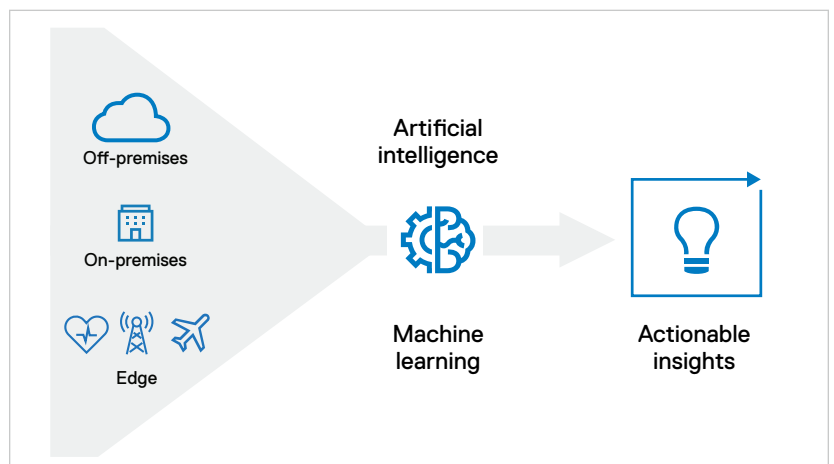 Off-premises
On-premises
Edge
Artificial
intelligence
Machine
learning
Actionable
insights